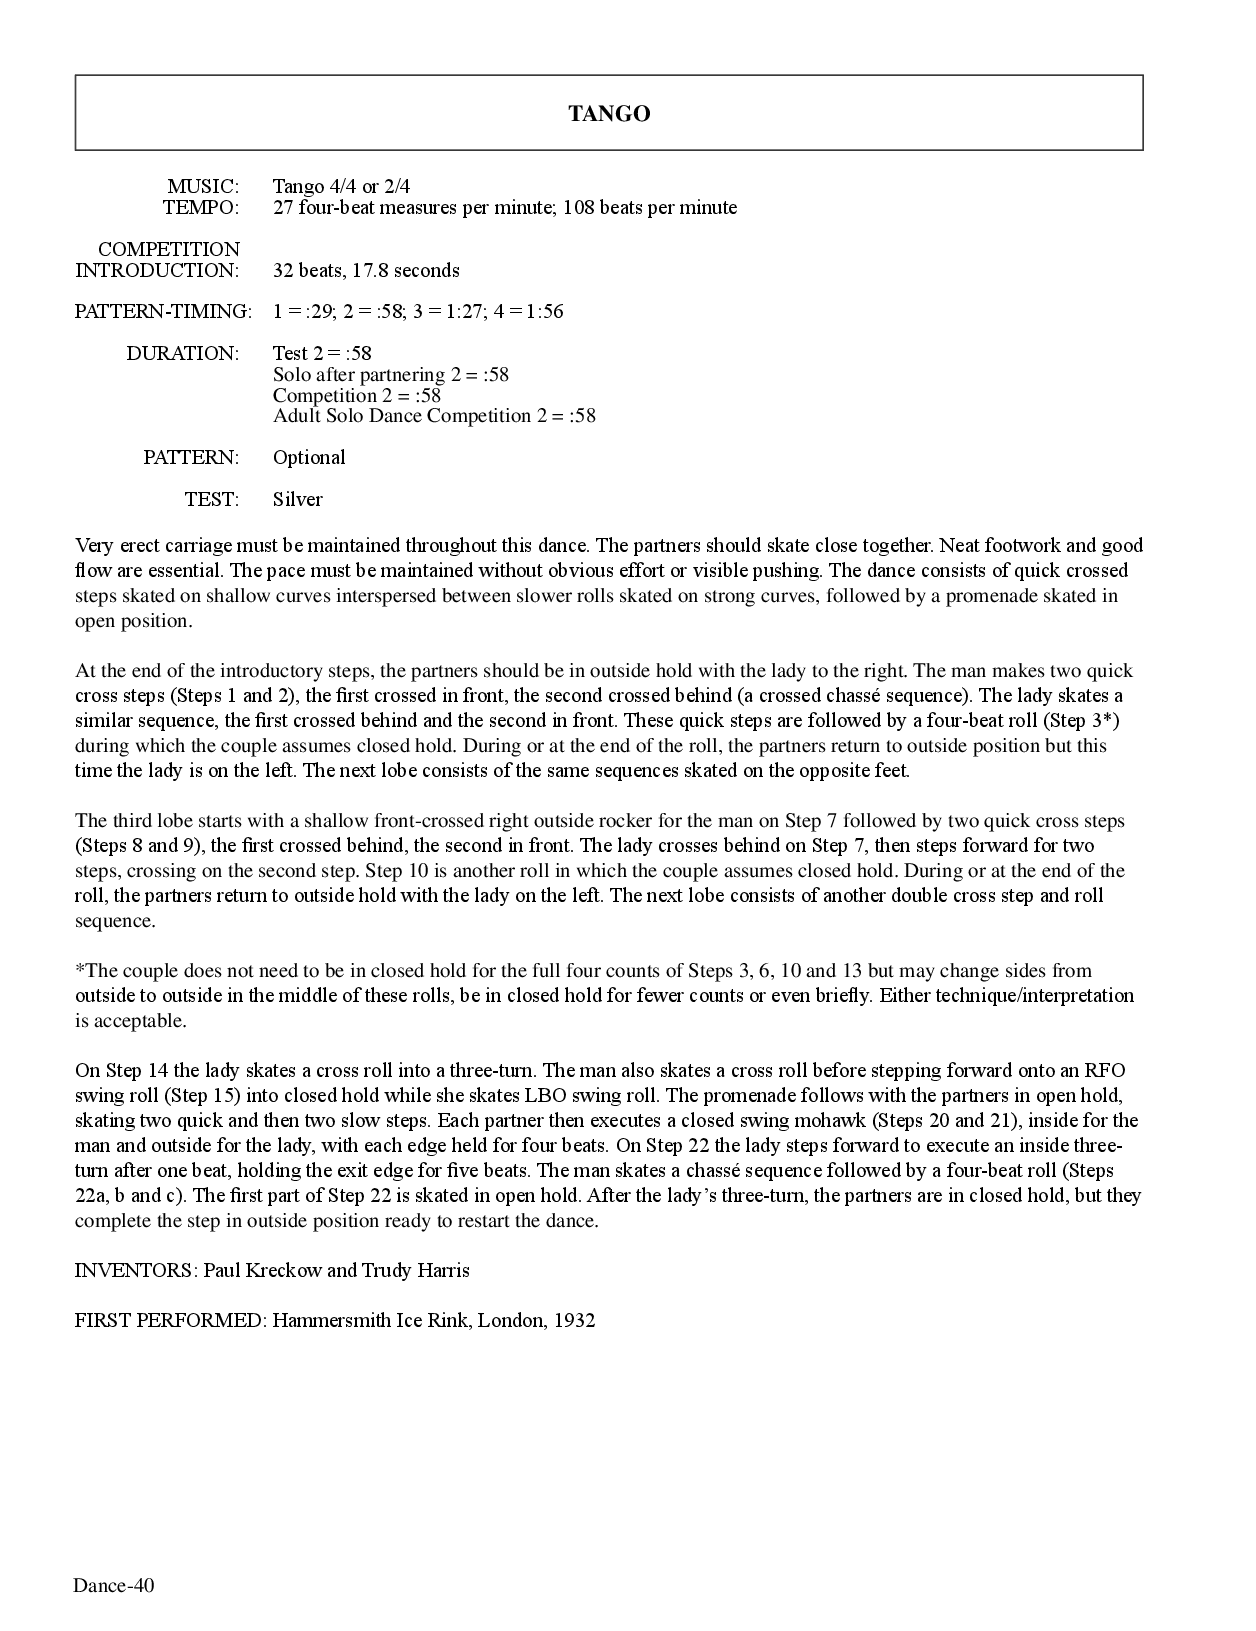 TANGO
MUSIC: Tango 4/4 or 2/4
TEMPO: 27 four-beat measures per minute; 108 beats per minute
COMPETITION
INTRODUCTION: 32 beats, 17.8 seconds
PATTERN-TIMING: 1 = :29; 2 = :58; 3 = 1:27; 4 = 1:56
DURATION: Test 2 = :58
Solo after partnering 2 = :58
Competition 2 = :58
Adult Solo Dance Competition 2 = :58
PATTERN: Optional
TEST: Silver
Very erect carriage must be maintained throughout this dance. The partners should skate close together. Neat footwork and good
flow are essential. The pace must be maintained without obvious effort or visible pushing. The dance consists of quick crossed
steps skated on shallow curves interspersed between slower rolls skated on strong curves, followed by a promenade skated in
open position.
At the end of the introductory steps, the partners should be in outside hold with the lady to the right. The man makes two quick
cross steps (Steps 1 and 2), the first crossed in front, the second crossed behind (a crossed chassé sequence). The lady skates a
similar sequence, the first crossed behind and the second in front. These quick steps are followed by a four-beat roll (Step 3*)
during which the couple assumes closed hold. During or at the end of the roll, the partners return to outside position but this
time the lady is on the left. The next lobe consists of the same sequences skated on the opposite feet.
The third lobe starts with a shallow front-crossed right outside rocker for the man on Step 7 followed by two quick cross steps
(Steps 8 and 9), the first crossed behind, the second in front. The lady crosses behind on Step 7, then steps forward for two
steps, crossing on the second step. Step 10 is another roll in which the couple assumes closed hold. During or at the end of the
roll, the partners return to outside hold with the lady on the left. The next lobe consists of another double cross step and roll
sequence.
*The couple does not need to be in closed hold for the full four counts of Steps 3, 6, 10 and 13 but may change sides from
outside to outside in the middle of these rolls, be in closed hold for fewer counts or even briefly. Either technique/interpretation
is acceptable.
On Step 14 the lady skates a cross roll into a three-turn. The man also skates a cross roll before stepping forward onto an RFO
swing roll (Step 15) into closed hold while she skates LBO swing roll. The promenade follows with the partners in open hold,
skating two quick and then two slow steps. Each partner then executes a closed swing mohawk (Steps 20 and 21), inside for the
man and outside for the lady, with each edge held for four beats. On Step 22 the lady steps forward to execute an inside three-
turn after one beat, holding the exit edge for five beats. The man skates a chassé sequence followed by a four-beat roll (Steps
22a, b and c). The first part of Step 22 is skated in open hold. After the lady's three-turn, the partners are in closed hold, but they
complete the step in outside position ready to restart the dance.
INVENTORS: Paul Kreckow and Trudy Harris
FIRST PERFORMED: Hammersmith Ice Rink, London, 1932
Dance-40